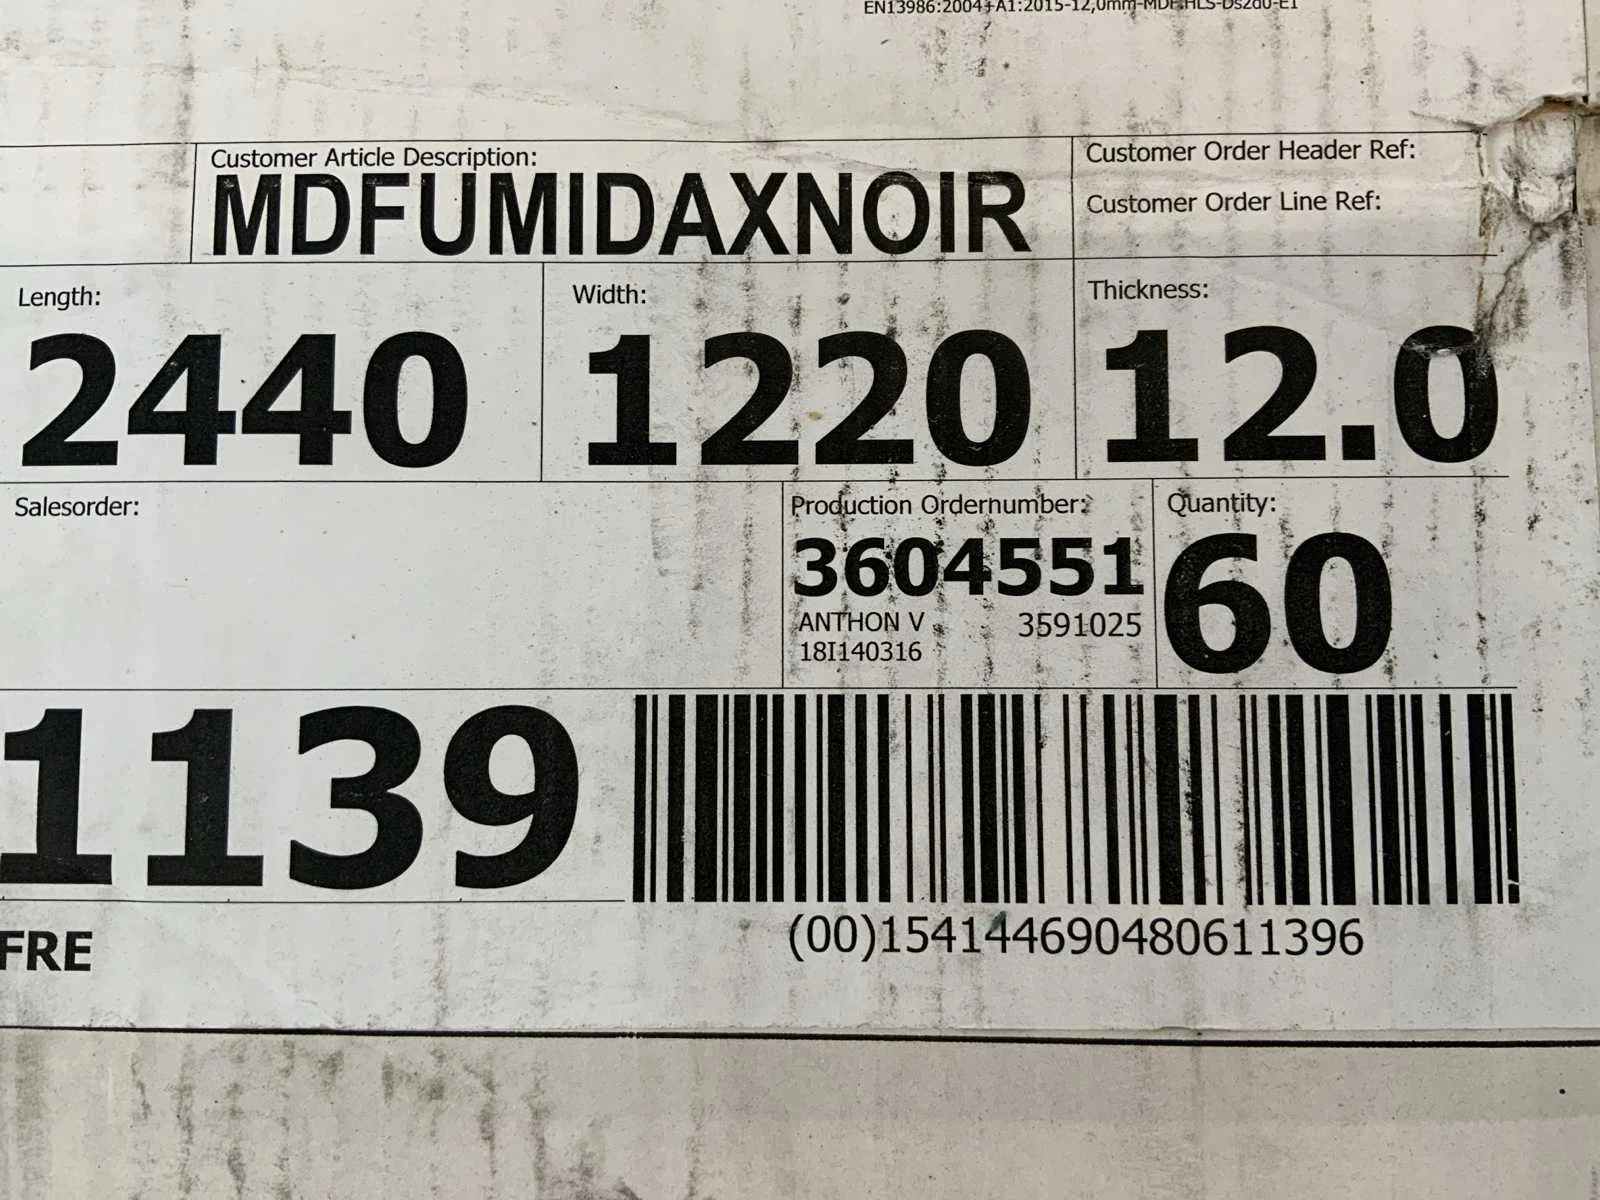 EN13986:2004+A1:2015-12,0mm-MDF.HLS-Ds2d0-E1
Customer Article Description:
MDFUMIDAXNOIR
Customer Order Header Ref:
Customer Order Line Ref:
Length:
2440
Width:
1220
Thickness:
12.0
Salesorder:
Production Ordernumber:
3604551
ANTHON V 3591025
18I140316
Quantity:
60
1139
(00)154144690480611396
FRE